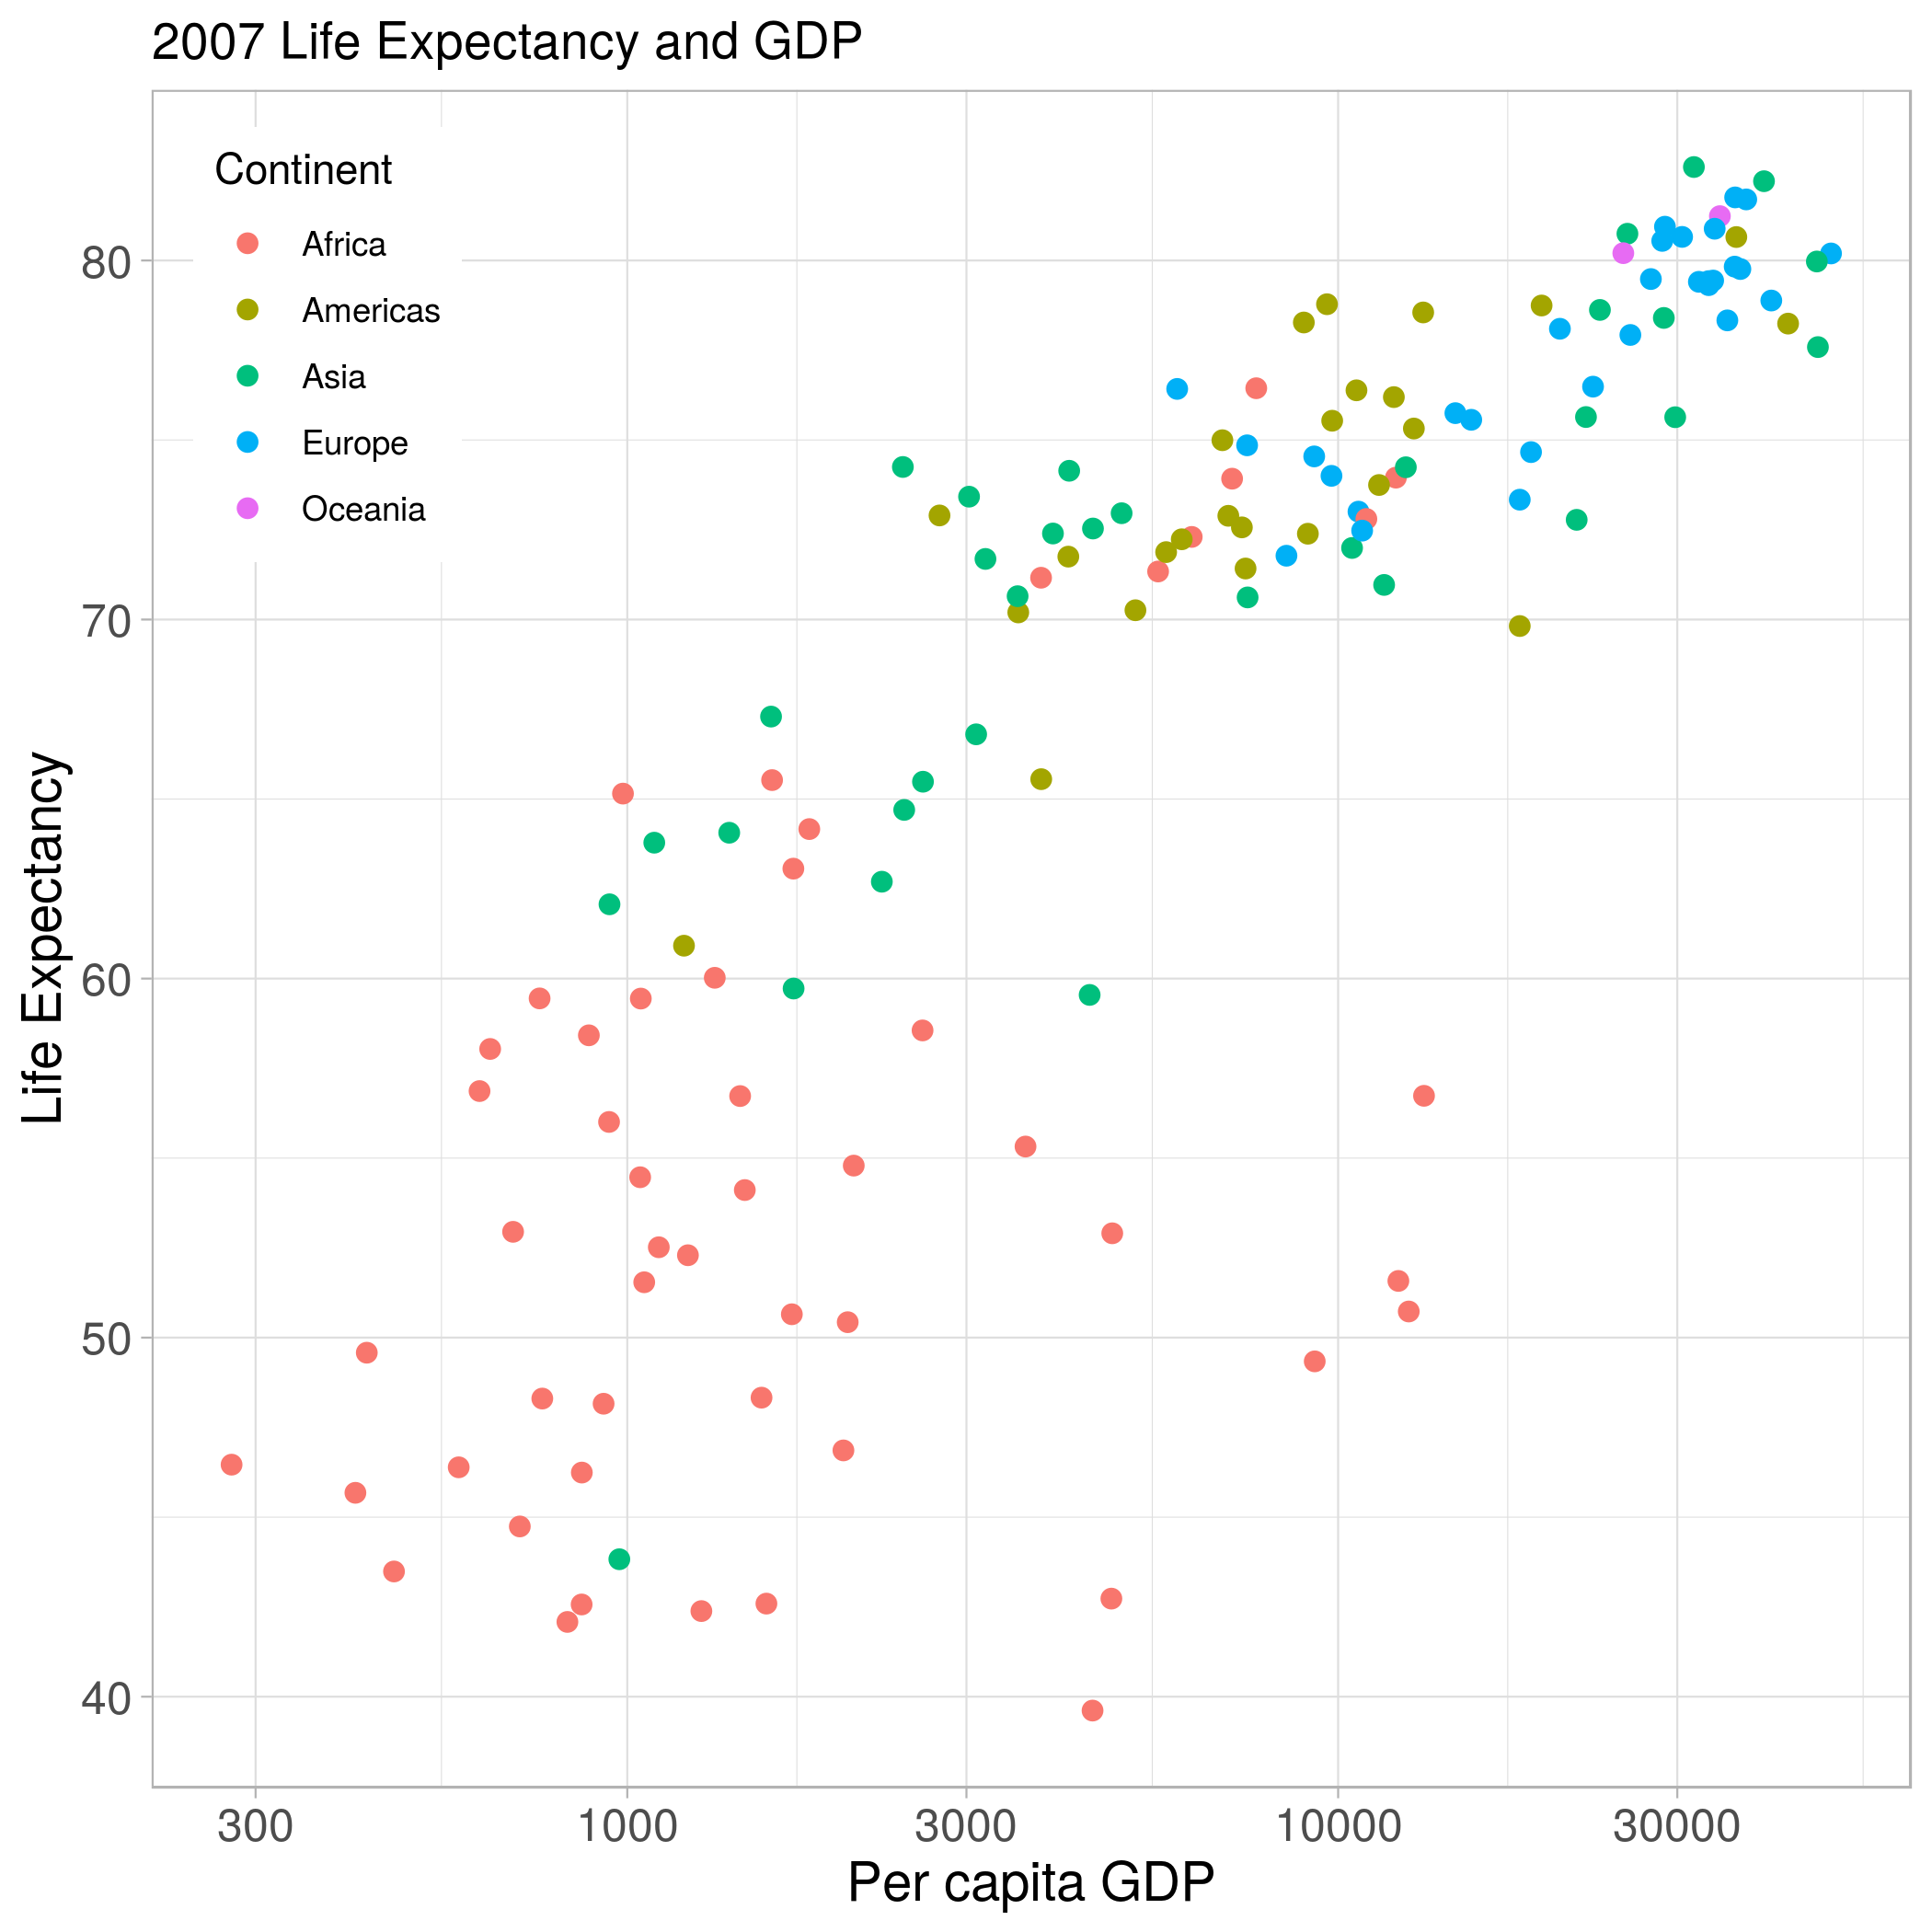 2007 Life Expectancy and GDP
Continent
Africa
Americas
Asia
Europe
Oceania
80
70
60
50
40
Life Expectancy
300 1000 3000 10000 30000
Per capita GDP